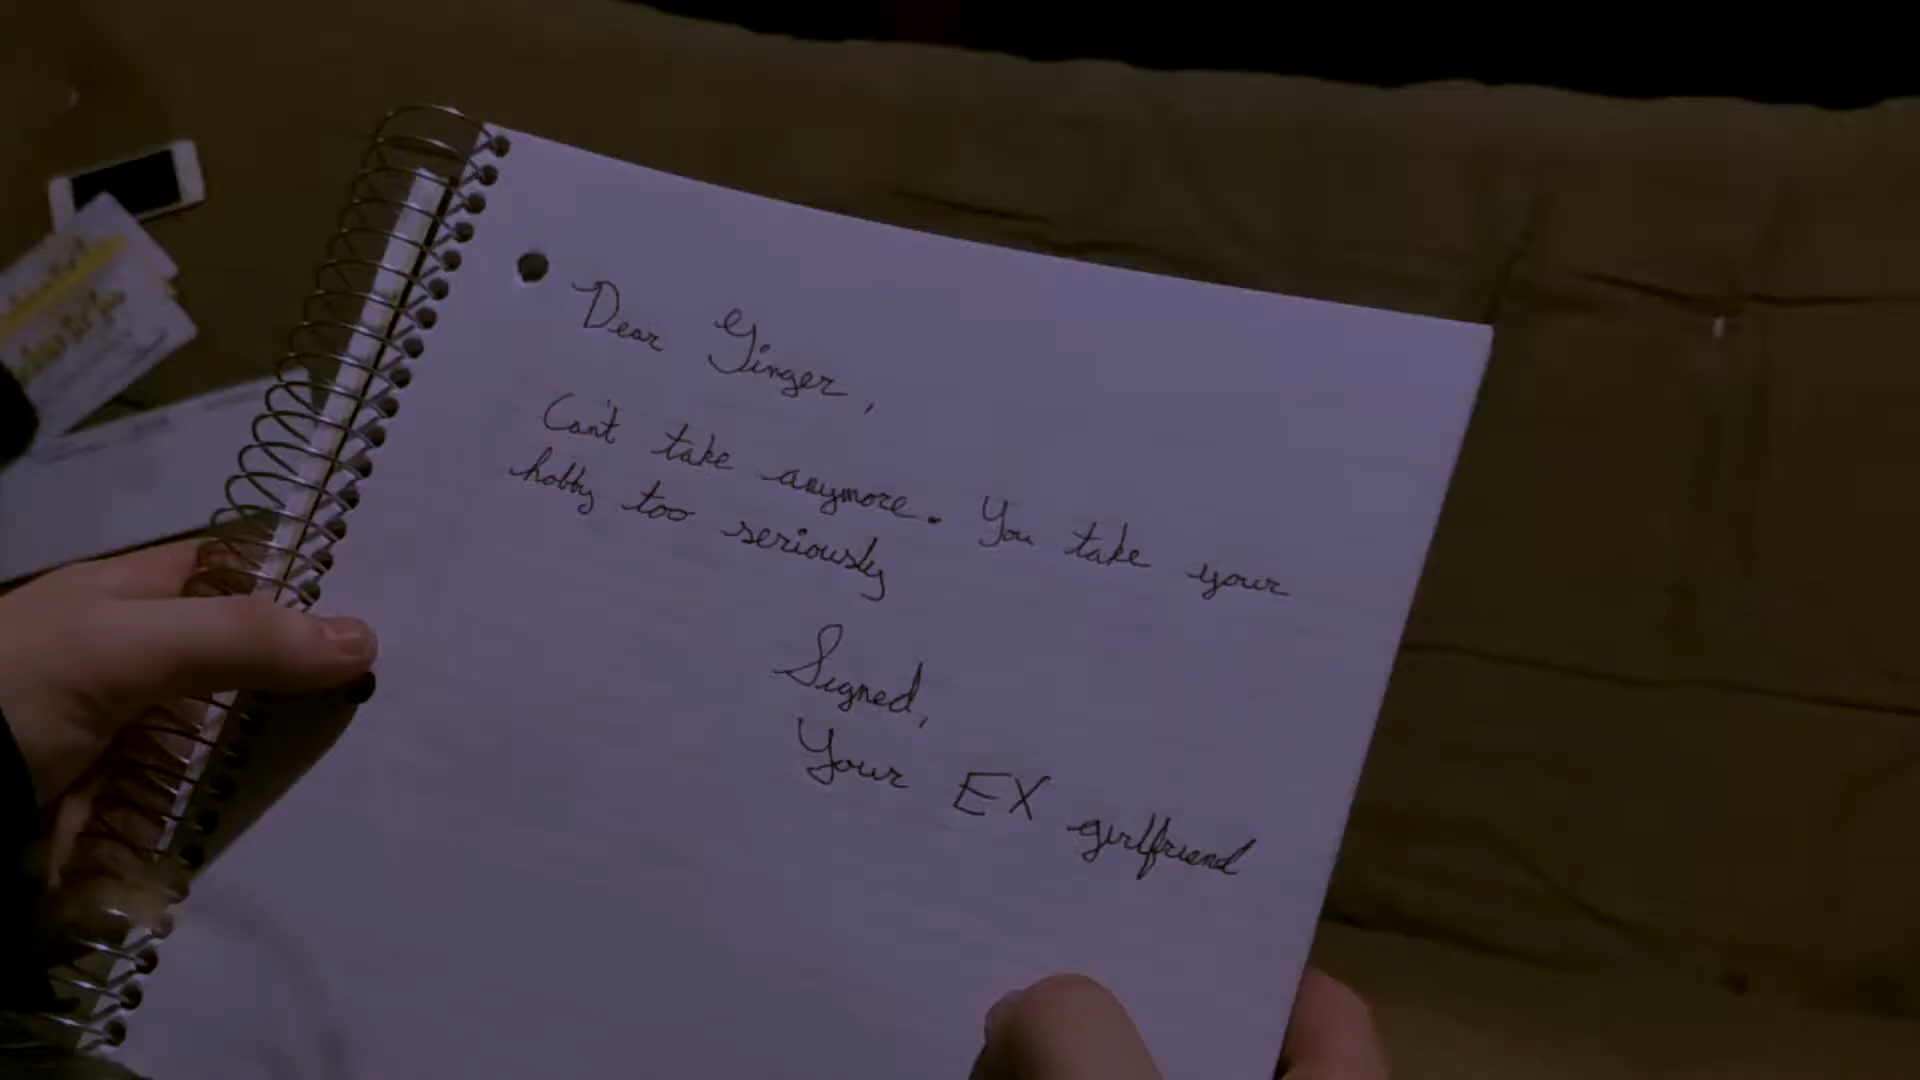 Dear Ginger,
Can't take anymore. You take your
hobby too seriously
Signed,
Your EX girlfriend